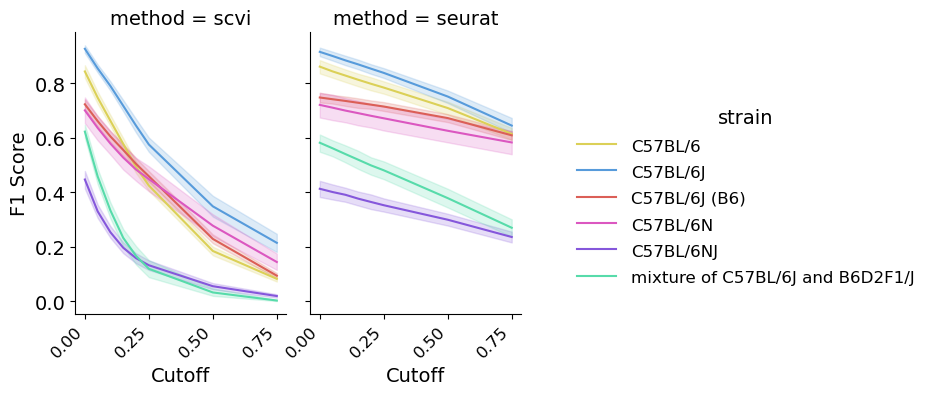 method = scvi
method = seurat
F1 Score
0.8
0.6
0.4
0.2
0.0
0.00
0.25
0.50
0.75
Cutoff
0.00
0.25
0.50
0.75
Cutoff
strain
C57BL/6
C57BL/6J
C57BL/6J (B6)
C57BL/6N
C57BL/6NJ
mixture of C57BL/6J and B6D2F1/J